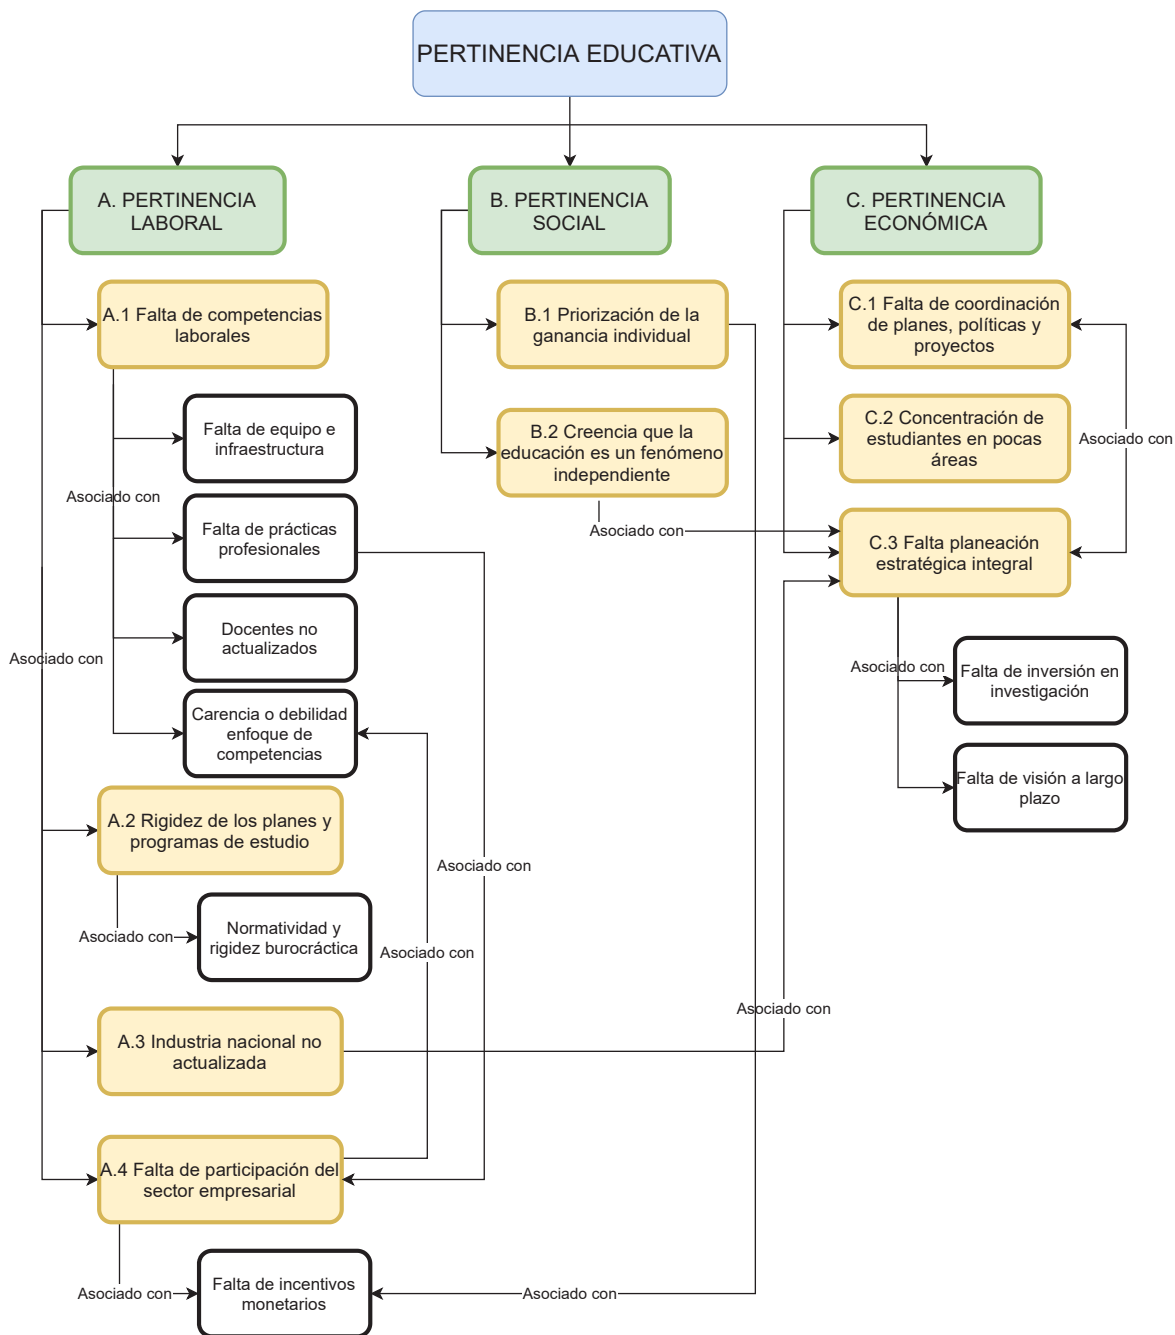 PERTINENCIA EDUCATIVA
A. PERTINENCIA
LABORAL
B. PERTINENCIA
SOCIAL
C. PERTINENCIA
ECONÓMICA
A.1 Falta de competencias
laborales
B.1 Priorización de la
ganancia individual
C.1 Falta de coordinación
de planes, políticas y
proyectos
Falta de equipo e
infraestructura
B.2 Creencia que la
educación es un fenómeno
independiente
C.2 Concentración de
estudiantes en pocas
áreas
Asociado con
Asociado con
Falta de prácticas
profesionales
Asociado con
C.3 Falta planeación
estratégica integral
Docentes no
actualizados
Asociado con
Asociado con
Falta de inversión en
investigación
Carencia o debilidad
enfoque de
competencias
Falta de visión a largo
plazo
A.2 Rigidez de los planes y
programas de estudio
Asociado con
Normatividad y
rigidez burocráctica
Asociado con
Asociado con
Asociado con
A.3 Industria nacional no
actualizada
A.4 Falta de participación del
sector empresarial
Falta de incentivos
monetarios
Asociado con
Asociado con